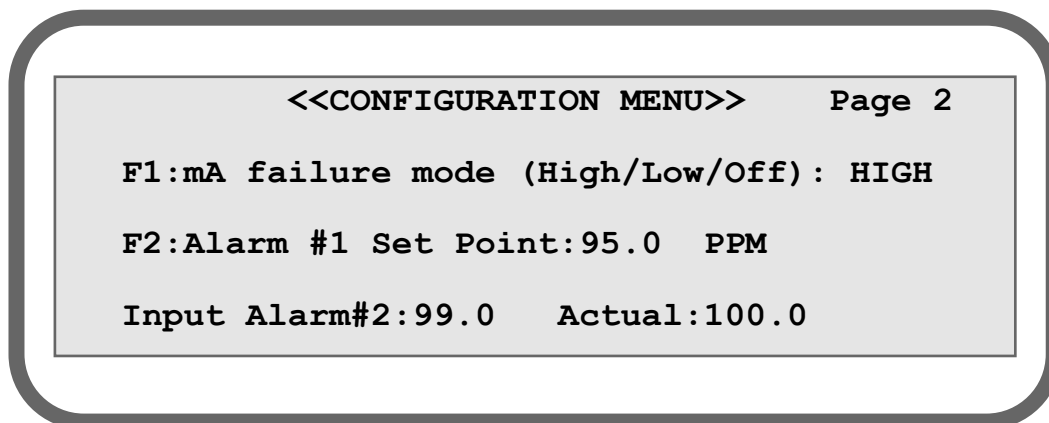 <<CONFIGURATION MENU>> Page 2
F1:mA failure mode (High/Low/Off): HIGH
F2:Alarm #1 Set Point:95.0 PPM
Input Alarm#2:99.0 Actual:100.0